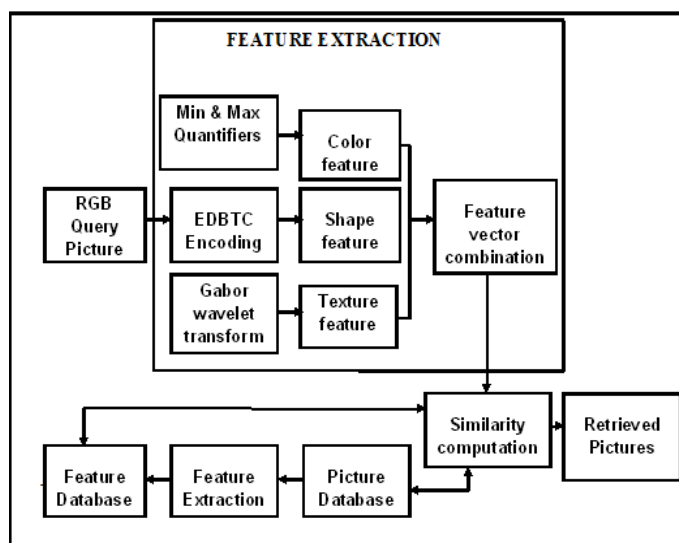 FEATURE EXTRACTION
Min & Max
Quantifiers
Color
feature
RGB
Query
Picture
EDBTC
Encoding
Shape
feature
Feature
vector
combination
Gabor
wavelet
transform
Texture
feature
Similarity
computation
Retrieved
Pictures
Feature
Database
Feature
Extraction
Picture
Database